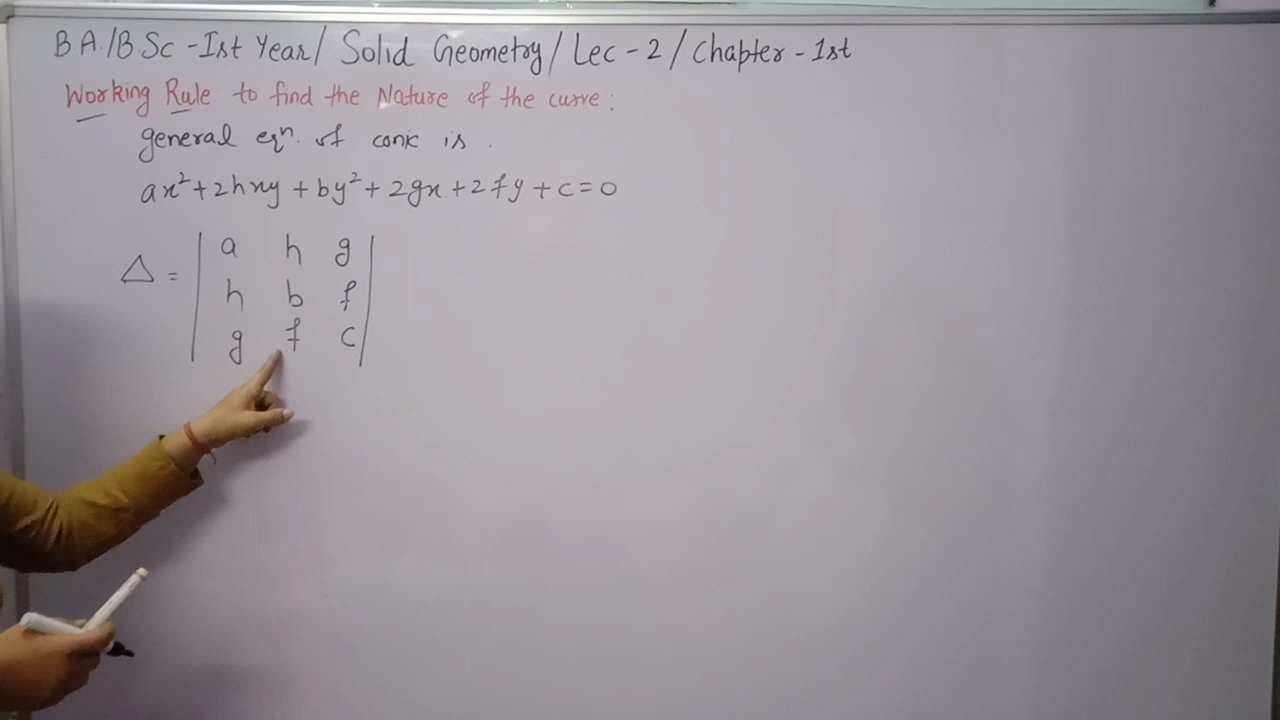 B.A./B.Sc - Ist Year / Solid Geometry / Lec - 2 / Chapter - 1st
Working Rule to find the Nature of the curve :
general eqn. of conic is .
ax²+2hxy+by²+2gx+2fy+c=0
Δ = | a h g |
| h b f |
| g f c |